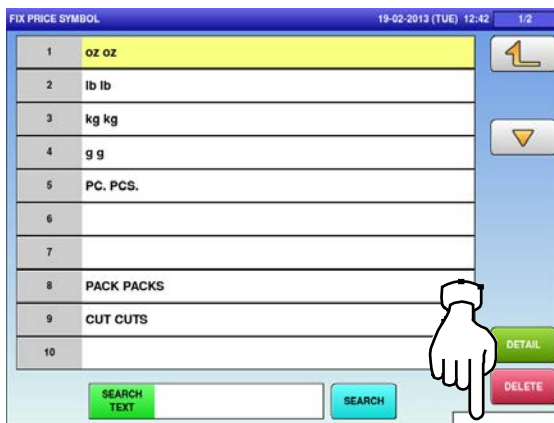 FIX PRICE SYMBOL 19-02-2013 (TUE) 12:42 1/2
1 oz oz
2 lb lb
3 kg kg
4 g g
5 PC. PCS.
6
7
8 PACK PACKS
9 CUT CUTS
10
DETAIL
DELETE
SEARCH
TEXT
SEARCH